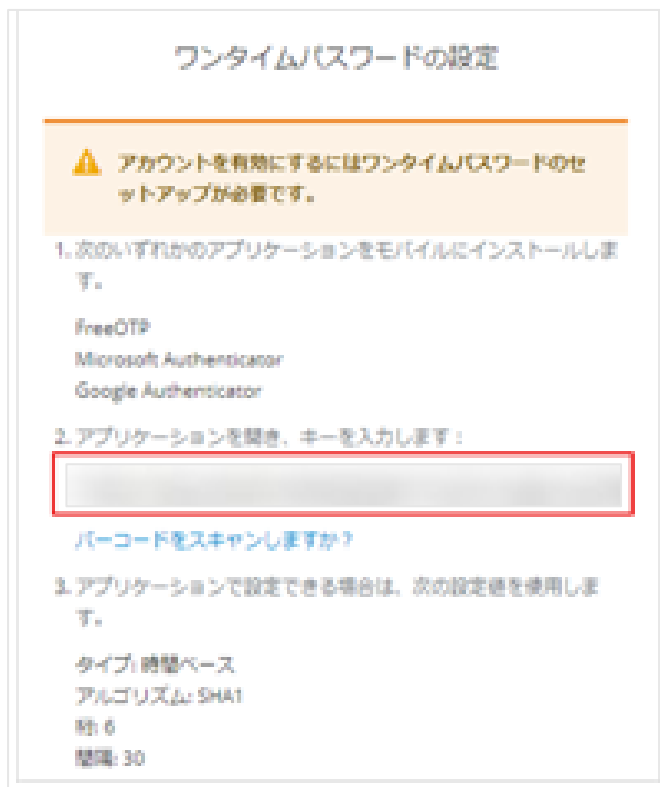 ワンタイムパスワードの設定
アカウントを有効にするにはワンタイムパスワードのセ
ットアップが必要です。
1. 次のいずれかのアプリケーションをモバイルにインストールしま
す。
FreeOTP
Microsoft Authenticator
Google Authenticator
2. アプリケーションを開き、キーを入力します：
バーコードをスキャンしますか？
3. アプリケーションで設定できる場合は、次の設定値を使用しま
す。
タイプ: 時間ベース
アルゴリズム: SHA1
桁: 6
間隔: 30